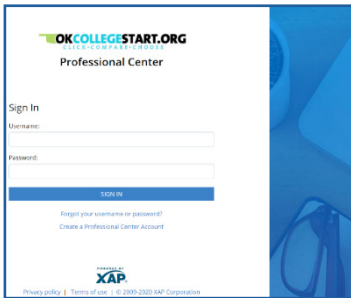 OKCOLLEGESTART.ORG
CLICK•COMPARE•CHOOSE
Professional Center
Sign In
Username:
Password:
SIGN IN
Forgot your username or password?
Create a Professional Center Account
POWERED BY
XAP
Privacy policy | Terms of use | © 2009-2020 XAP Corporation